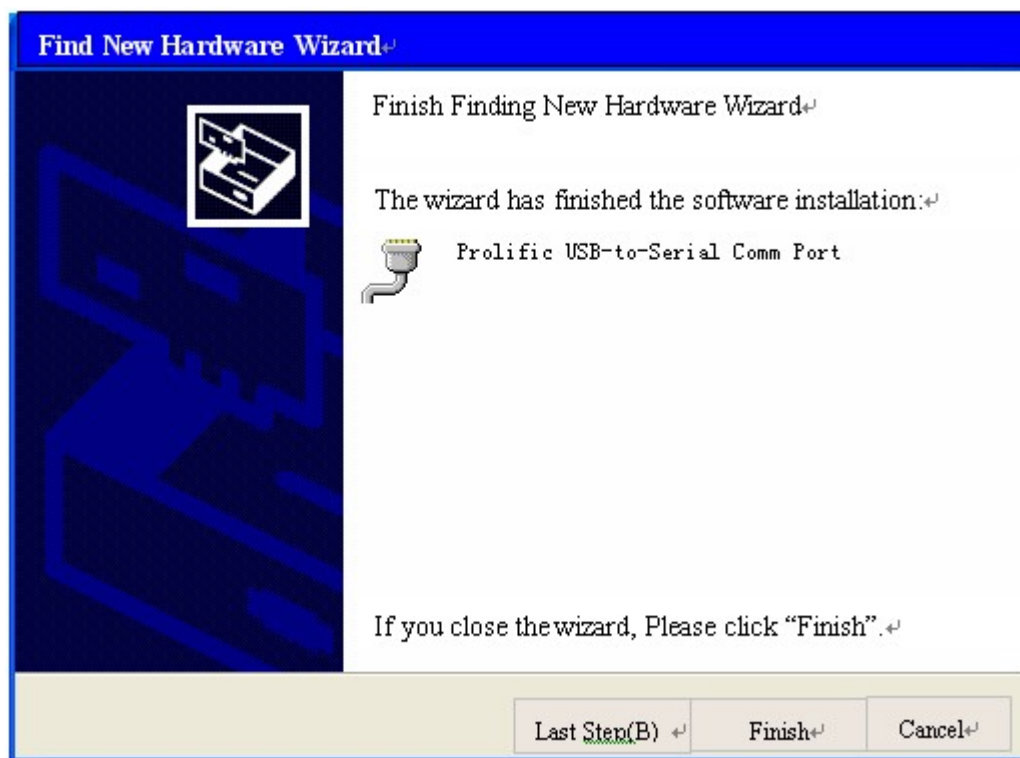 Find New Hardware Wizard
Finish Finding New Hardware Wizard
The wizard has finished the software installation:
Prolific USB-to-Serial Comm Port
If you close the wizard, Please click “Finish”.
Last Step(B)
Finish
Cancel